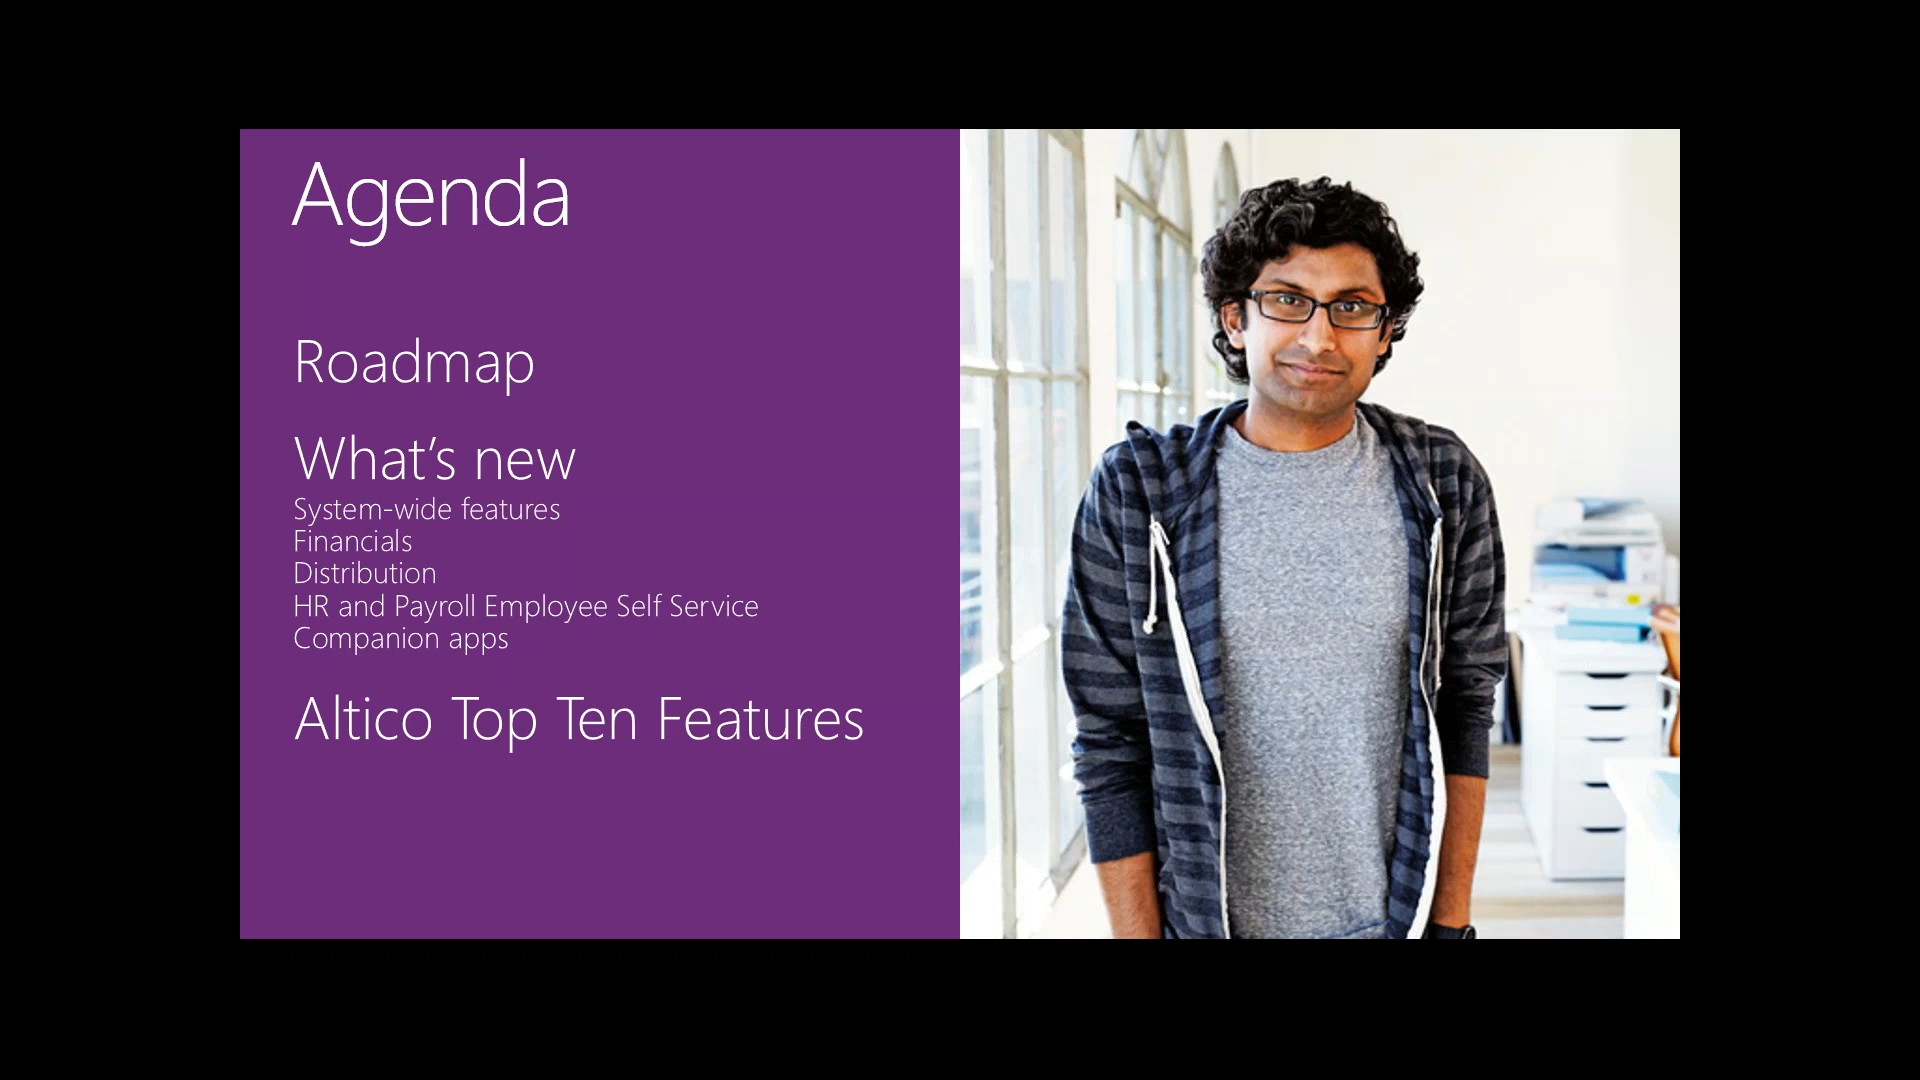 Agenda
Roadmap
What’s new
System-wide features
Financials
Distribution
HR and Payroll Employee Self Service
Companion apps
Altico Top Ten Features